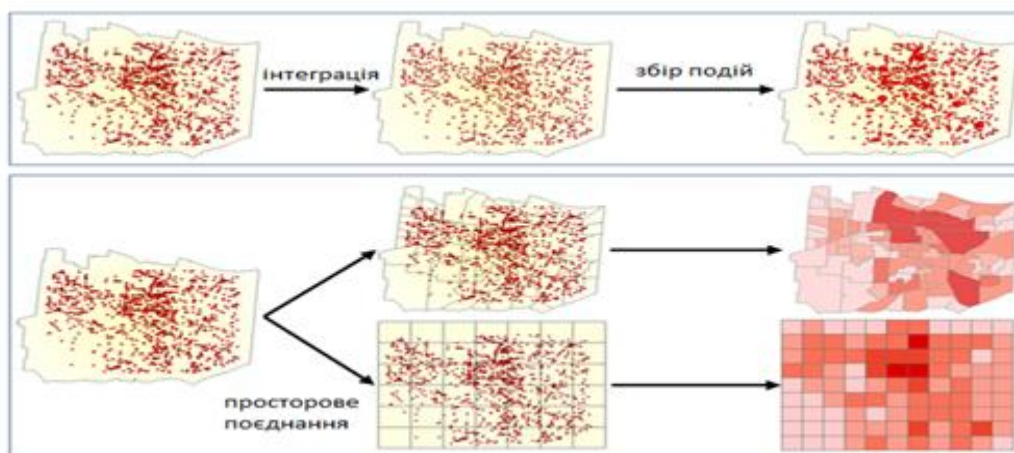 інтеграція
збір подій
просторове
поєднання